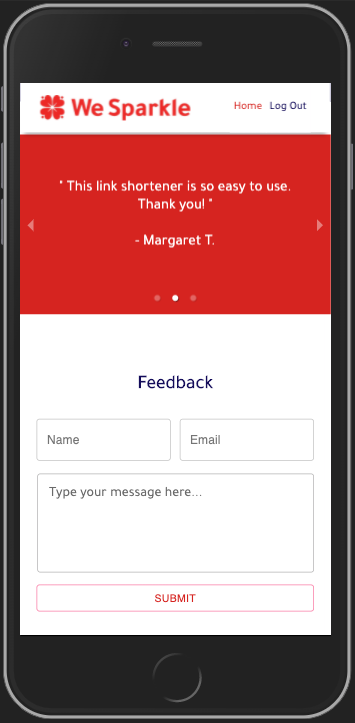 We Sparkle
Home Log Out
" This link shortener is so easy to use.
Thank you! "
- Margaret T.
Feedback
Name Email
Type your message here...
SUBMIT